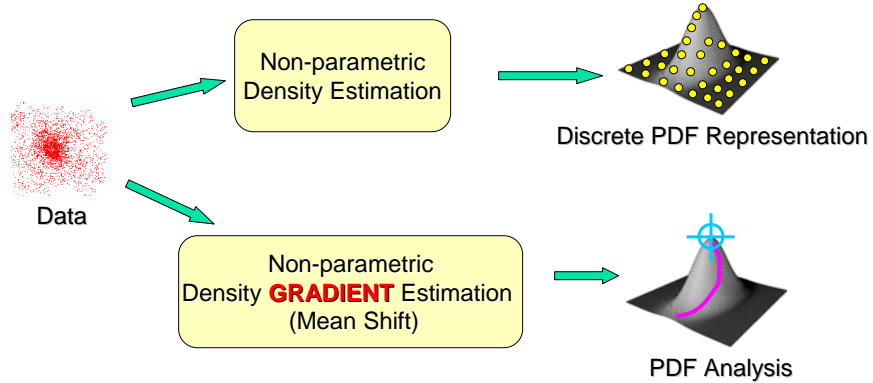 Non-parametric
Density Estimation
Discrete PDF Representation
Data
Non-parametric
Density GRADIENT Estimation
(Mean Shift)
PDF Analysis